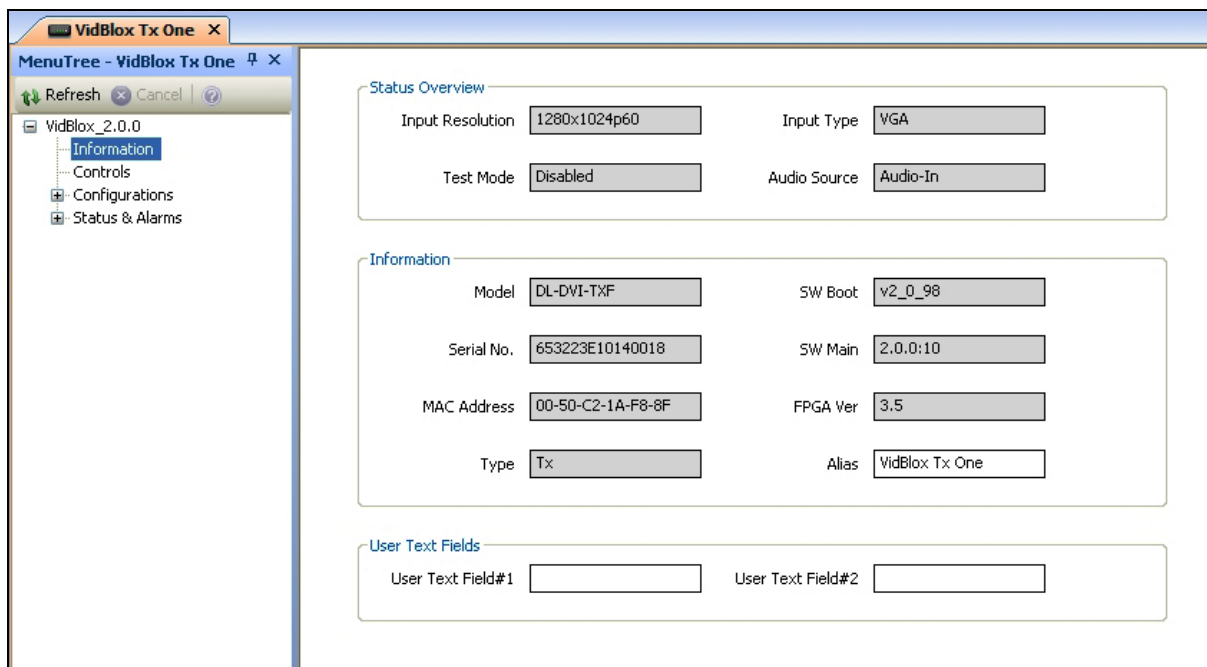 VidBlox Tx One X
MenuTree - VidBlox Tx One
Refresh Cancel
VidBlox_2.0.0
Information
Controls
Configurations
Status & Alarms
Status Overview
Input Resolution 1280x1024p60 Input Type VGA
Test Mode Disabled Audio Source Audio-In
Information
Model DL-DVI-TXF SW Boot v2_0_98
Serial No. 653223E10140018 SW Main 2.0.0:10
MAC Address 00-50-C2-1A-F8-8F FPGA Ver 3.5
Type Tx Alias VidBlox Tx One
User Text Fields
User Text Field#1 User Text Field#2